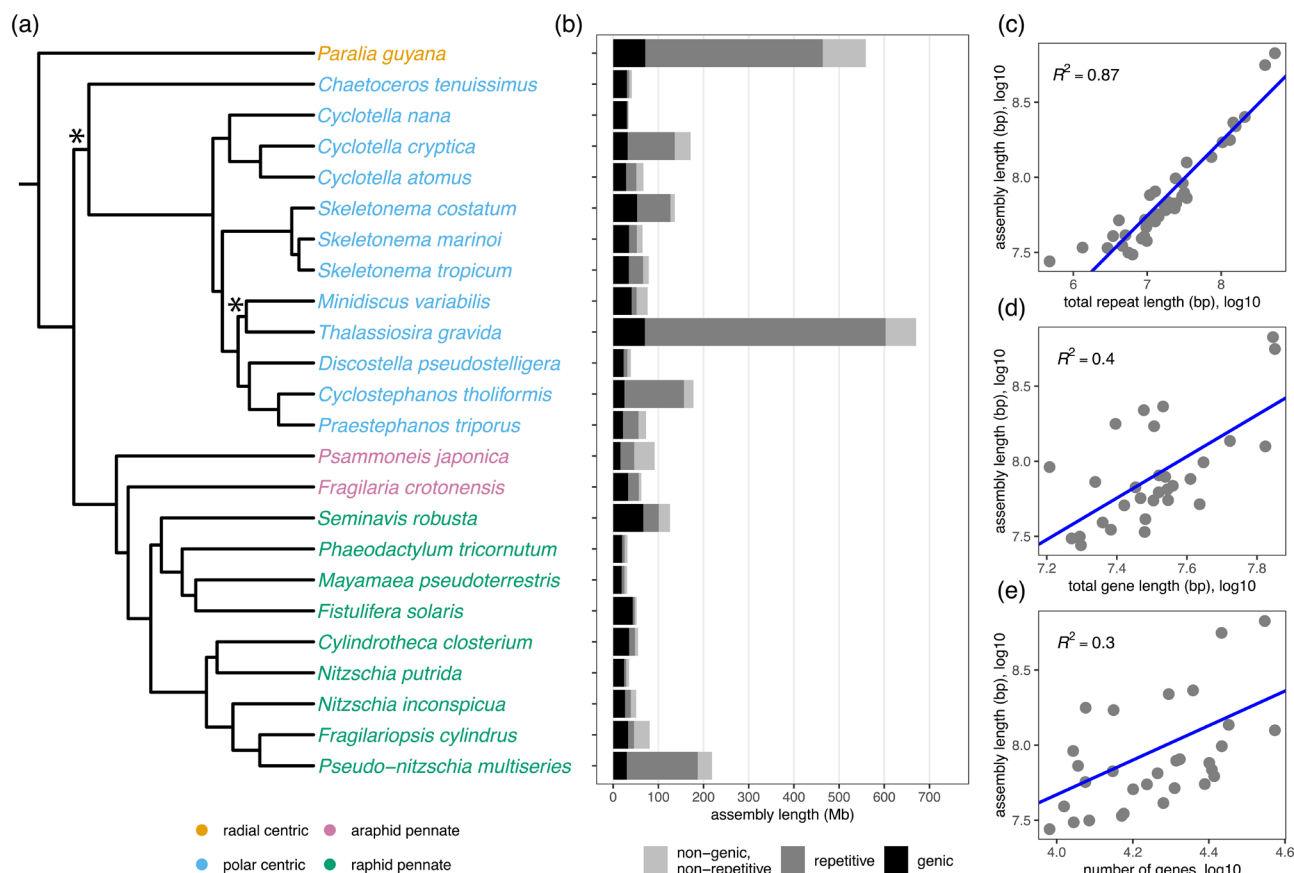 (a)
Paralia guyana
Chaetoceros tenuissimus
Cyclotella nana
Cyclotella cryptica
Cyclotella atomus
Skeletonema costatum
Skeletonema marinoi
Skeletonema tropicum
Minidiscus variabilis
Thalassiosira gravida
Discostella pseudostelligera
Cyclostephanos tholiformis
Praestephanos triporus
Psammoneis japonica
Fragilaria crotonensis
Seminavis robusta
Phaeodactylum tricornutum
Mayamaea pseudoterrestris
Fistulifera solaris
Cylindrotheca closterium
Nitzschia putrida
Nitzschia inconspicua
Fragilariopsis cylindrus
Pseudo−nitzschia multiseries
*
*
radial centric
araphid pennate
polar centric
raphid pennate
(b)
0 100 200 300 400 500 600 700
assembly length (Mb)
non-genic,
non-repetitive
repetitive
genic
(c)
R² = 0.87
assembly length (bp), log10
8.5
8.0
7.5
6 7 8
total repeat length (bp), log10
(d)
R² = 0.4
assembly length (bp), log10
8.5
8.0
7.5
7.2 7.4 7.6 7.8
total gene length (bp), log10
(e)
R² = 0.3
assembly length (bp), log10
8.5
8.0
7.5
4.0 4.2 4.4 4.6
number of genes, log10